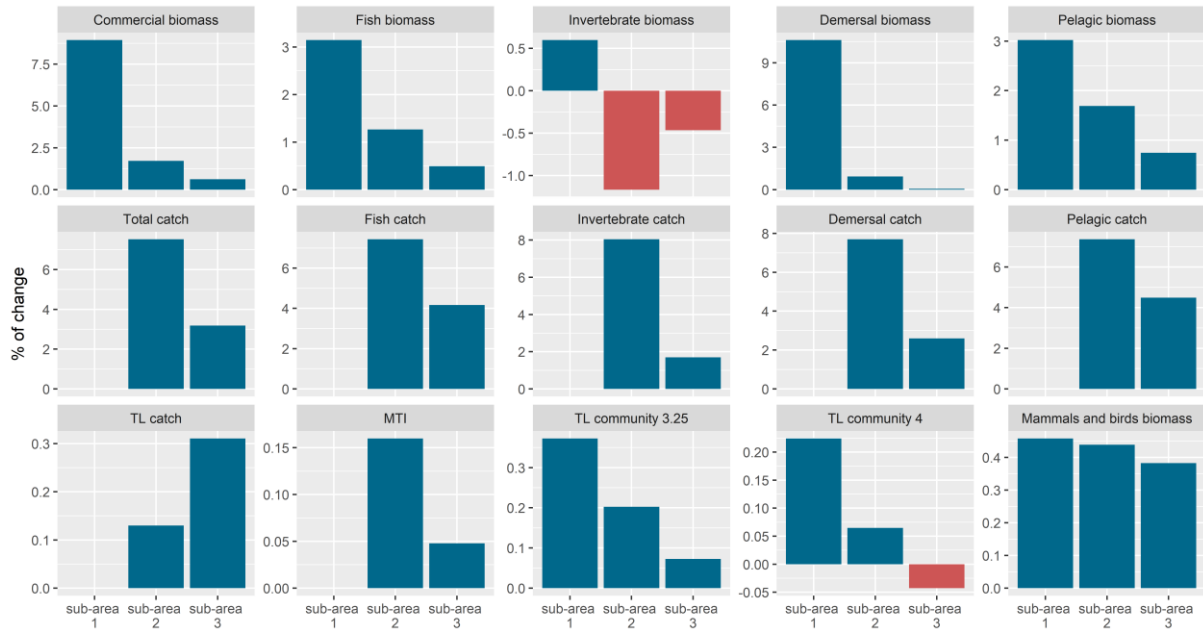 Commercial biomass
Fish biomass
Invertebrate biomass
Demersal biomass
Pelagic biomass
7.5
5.0
2.5
0.0
3
2
1
0
0.5
0.0
-0.5
-1.0
9
6
3
0
3
2
1
0
Total catch
Fish catch
Invertebrate catch
Demersal catch
Pelagic catch
6
4
2
0
6
4
2
0
8
6
4
2
0
8
6
4
2
0
6
4
2
0
% of change
TL catch
MTI
TL community 3.25
TL community 4
Mammals and birds biomass
0.3
0.2
0.1
0.0
0.15
0.10
0.05
0.00
0.3
0.2
0.1
0.0
0.20
0.15
0.10
0.05
0.00
-0.05
0.4
0.3
0.2
0.1
0.0
sub-area sub-area sub-area
1 2 3
sub-area sub-area sub-area
1 2 3
sub-area sub-area sub-area
1 2 3
sub-area sub-area sub-area
1 2 3
sub-area sub-area sub-area
1 2 3